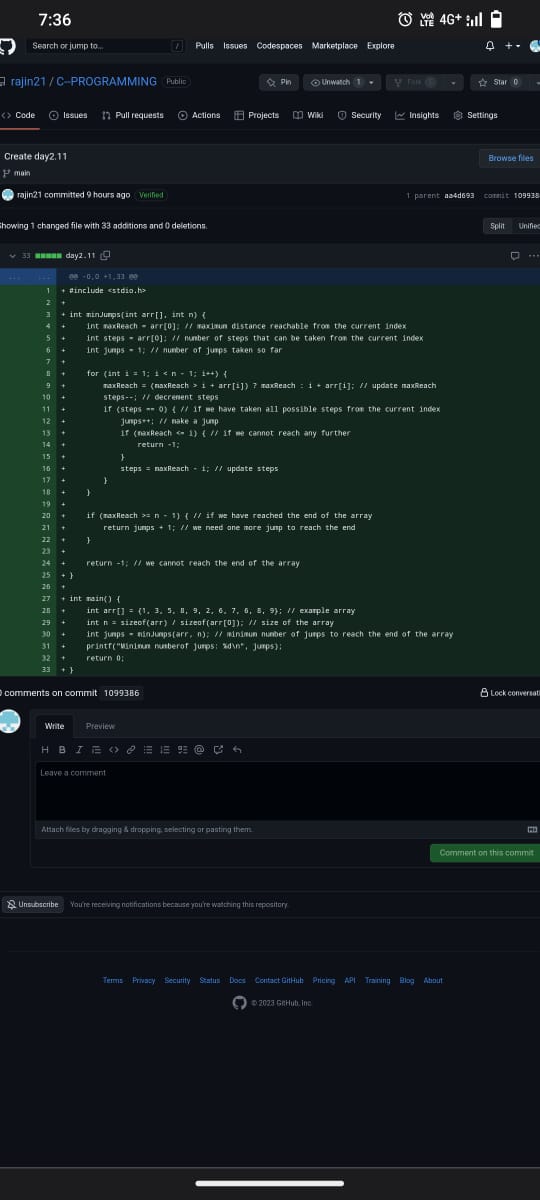 7:36
Vo) LTE 4G+
Search or jump to... /
Pulls Issues Codespaces Marketplace Explore
rajin21 / C--PROGRAMMING Public
Pin Unwatch 1 Fork Star 0
Code Issues Pull requests Actions Projects Wiki Security Insights Settings
Create day2.11
Browse files
main
rajin21 committed 9 hours ago Verified
1 parent aa4d693 commit 109938
Showing 1 changed file with 33 additions and 0 deletions.
Split Unified
33 day2.11
... ... @@ -0,0 +1,33 @@
1 + #include <stdio.h>
2 +
3 + int minJumps(int arr[], int n) {
4 + int maxReach = arr[0]; // maximum distance reachable from the current index
5 + int steps = arr[0]; // number of steps that can be taken from the current index
6 + int jumps = 1; // number of jumps taken so far
7 +
8 + for (int i = 1; i < n - 1; i++) {
9 + maxReach = (maxReach > i + arr[i]) ? maxReach : i + arr[i]; // update maxReach
10 + steps--; // decrement steps
11 + if (steps == 0) { // if we have taken all possible steps from the current index
12 + jumps++; // make a jump
13 + if (maxReach <= i) { // if we cannot reach any further
14 + return -1;
15 + }
16 + steps = maxReach - i; // update steps
17 + }
18 + }
19 +
20 + if (maxReach >= n - 1) { // if we have reached the end of the array
21 + return jumps + 1; // we need one more jump to reach the end
22 + }
23 +
24 + return -1; // we cannot reach the end of the array
25 + }
26 +
27 + int main() {
28 + int arr[] = {1, 3, 5, 8, 9, 2, 6, 7, 6, 8, 9}; // example array
29 + int n = sizeof(arr) / sizeof(arr[0]); // size of the array
30 + int jumps = minJumps(arr, n); // minimum number of jumps to reach the end of the array
31 + printf("Minimum numberof jumps: %d\n", jumps);
32 + return 0;
33 + }
0 comments on commit 1099386
Lock conversati
Write Preview
Leave a comment
Attach files by dragging & dropping, selecting or pasting them.
Comment on this commit
Unsubscribe You're receiving notifications because you're watching this repository.
Terms Privacy Security Status Docs Contact GitHub Pricing API Training Blog About
© 2023 GitHub, Inc.